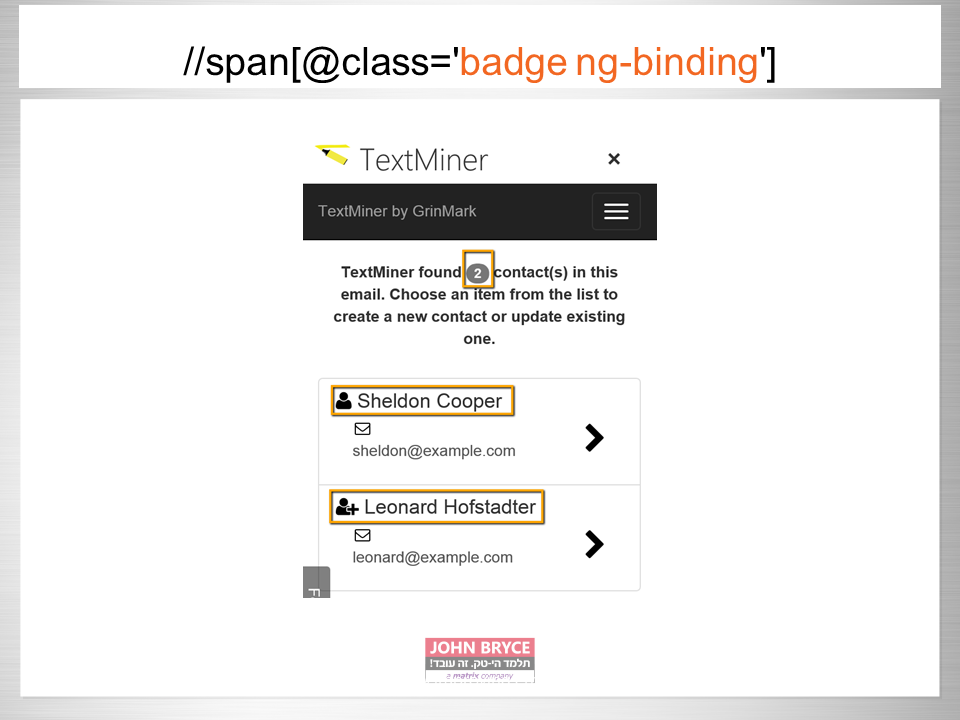 //span[@class='badge ng-binding']
TextMiner ×
TextMiner by GrinMark
TextMiner found 2 contact(s) in this
email. Choose an item from the list to
create a new contact or update existing
one.
Sheldon Cooper
sheldon@example.com
Leonard Hofstadter
leonard@example.com
F
JOHN BRYCE
תלמד הי-טק. זה עובד!
a matrix company